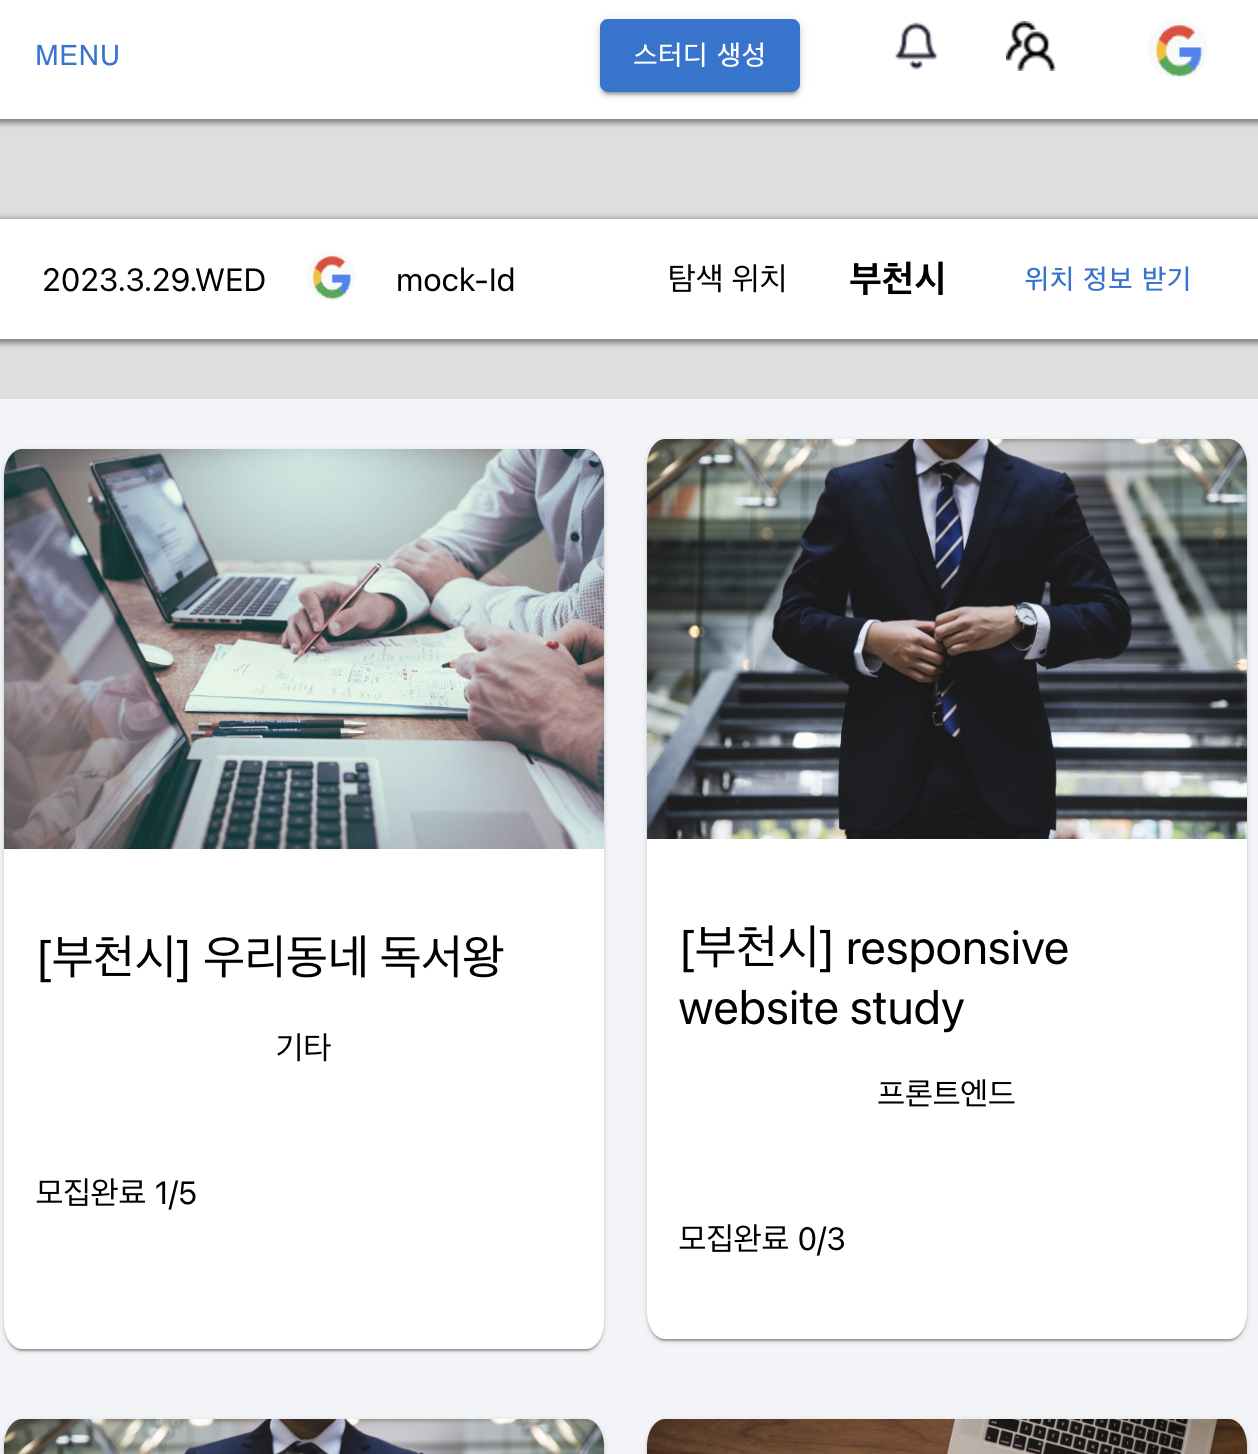 MENU
스터디 생성
2023.3.29.WED
mock-Id
탐색 위치
부천시
위치 정보 받기
[부천시] 우리동네 독서왕
기타
모집완료 1/5
[부천시] responsive
website study
프론트엔드
모집완료 0/3